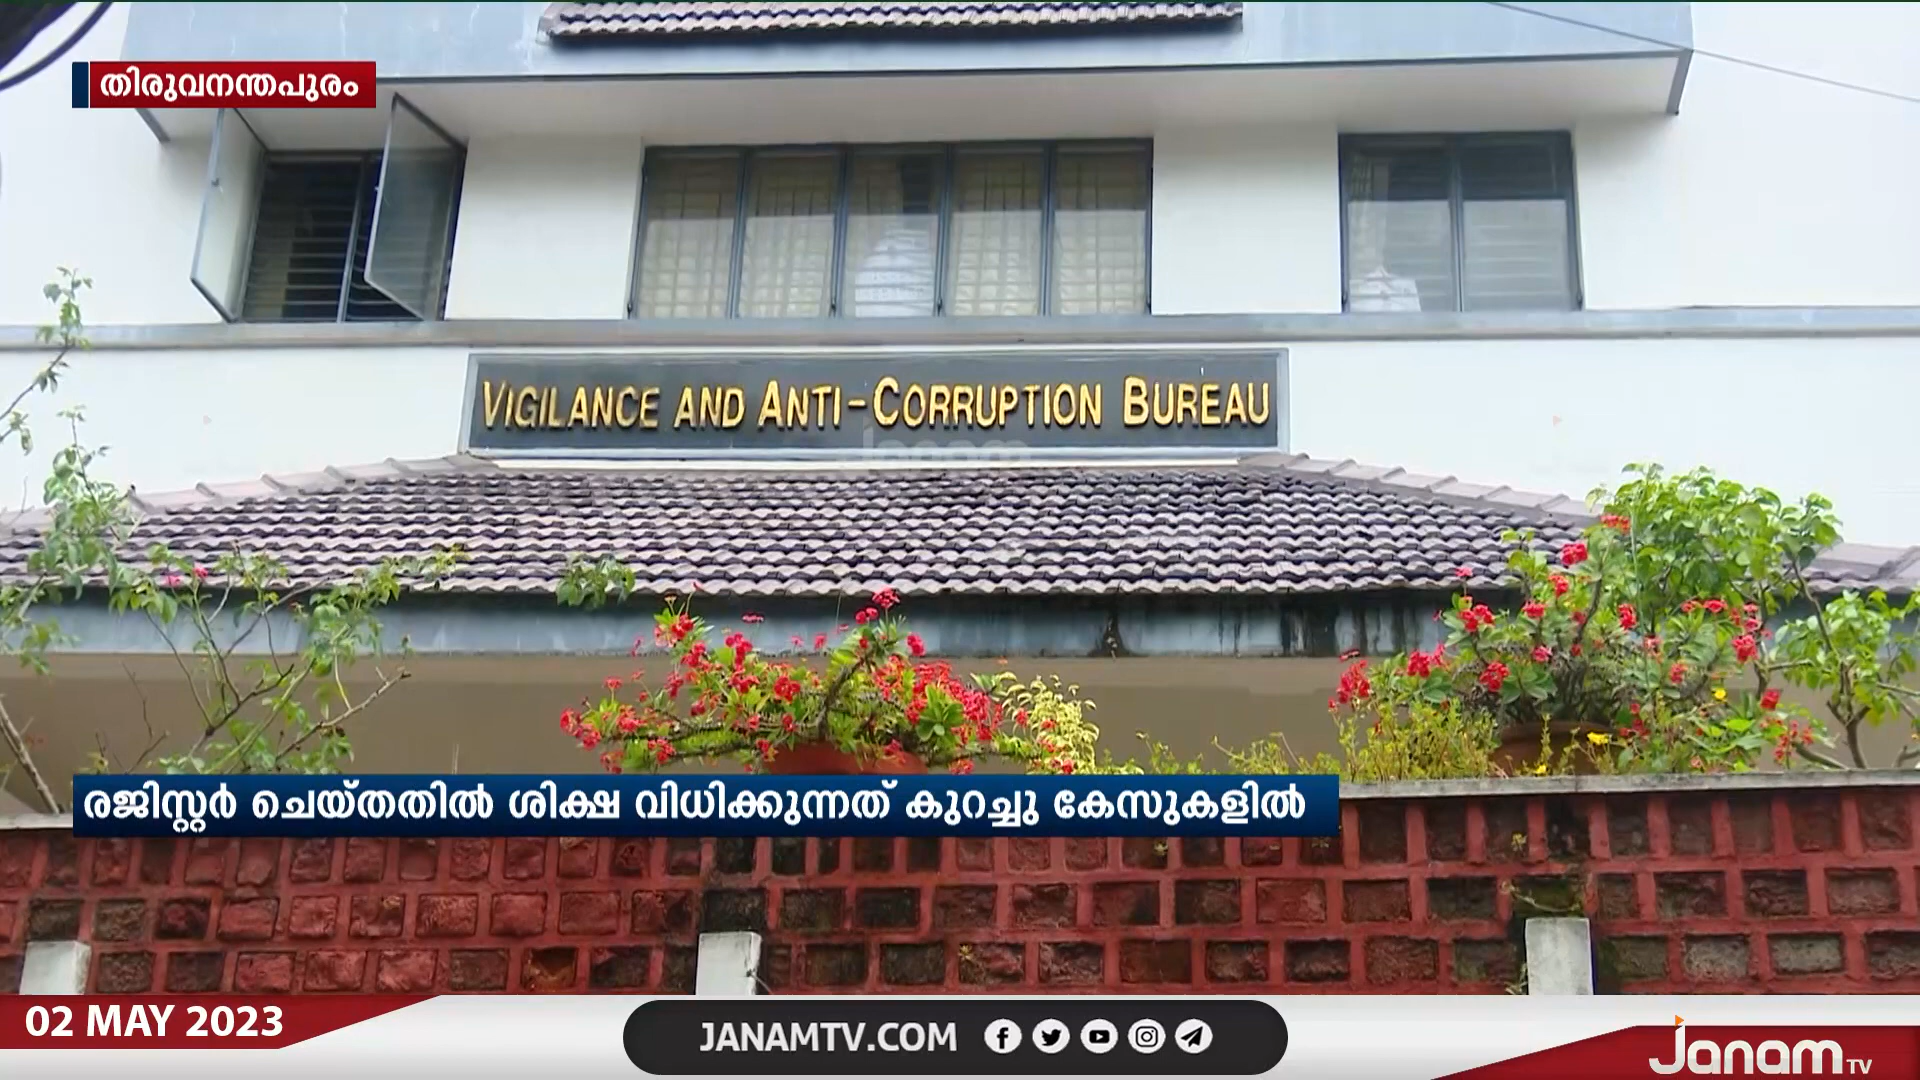 തിരുവനന്തപുരം
VIGILANCE AND ANTI-CORRUPTION BUREAU
Janam
രജിസ്റ്റർ ചെയ്തതിൽ ശിക്ഷ വിധിക്കുന്നത് കുറച്ചു കേസുകളിൽ
02 MAY 2023
JANAMTV.COM
Janam TV